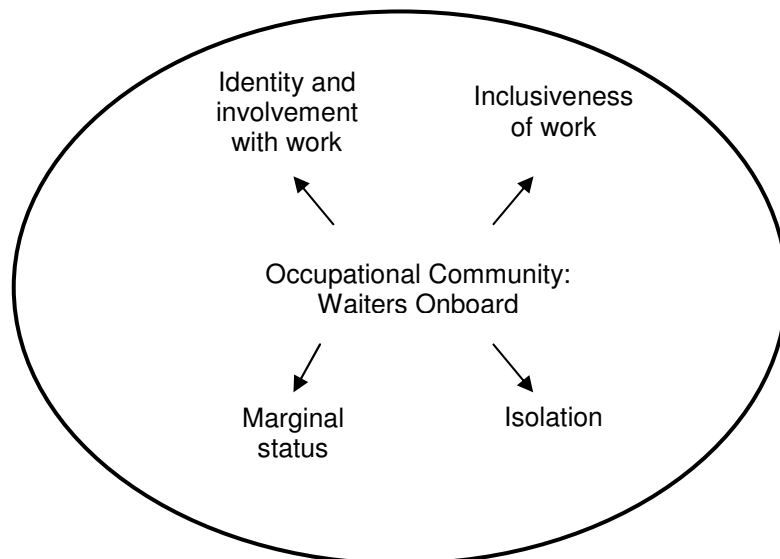 Identity and
involvement
with work
Inclusiveness
of work
Occupational Community:
Waiters Onboard
Marginal
status
Isolation